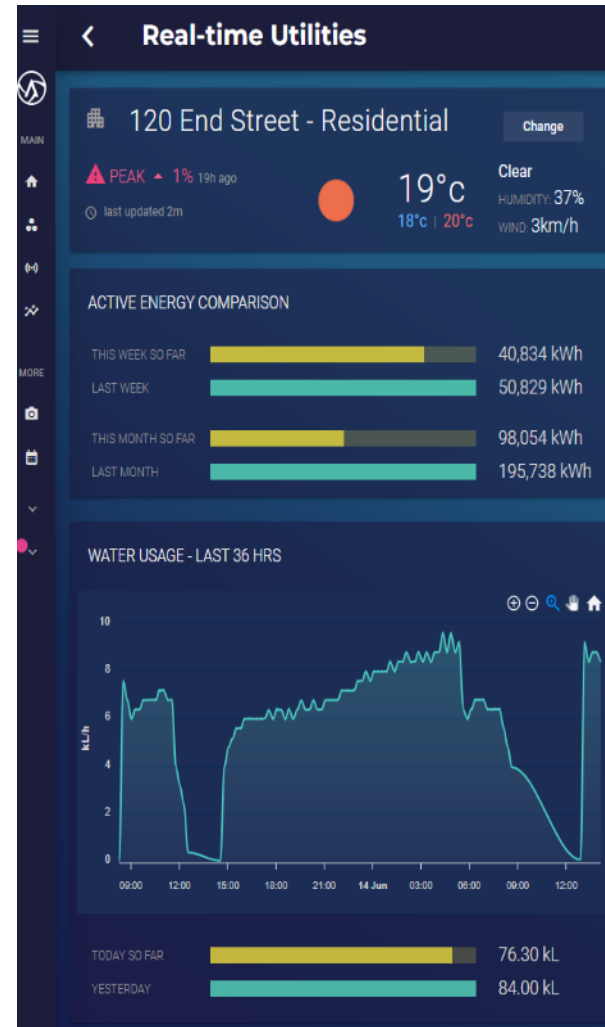 Real-time Utilities
MAIN
MORE
120 End Street - Residential
Change
PEAK 1% 19h ago
last updated 2m
19°c
18°c | 20°c
Clear
HUMIDITY: 37%
WIND: 3km/h
ACTIVE ENERGY COMPARISON
THIS WEEK SO FAR 40,834 kWh
LAST WEEK 50,829 kWh
THIS MONTH SO FAR 98,054 kWh
LAST MONTH 195,738 kWh
WATER USAGE - LAST 36 HRS
kL/h
10
8
6
4
2
0
09:00 12:00 15:00 18:00 21:00 14 Jun 03:00 06:00 09:00 12:00
TODAY SO FAR 76.30 kL
YESTERDAY 84.00 kL